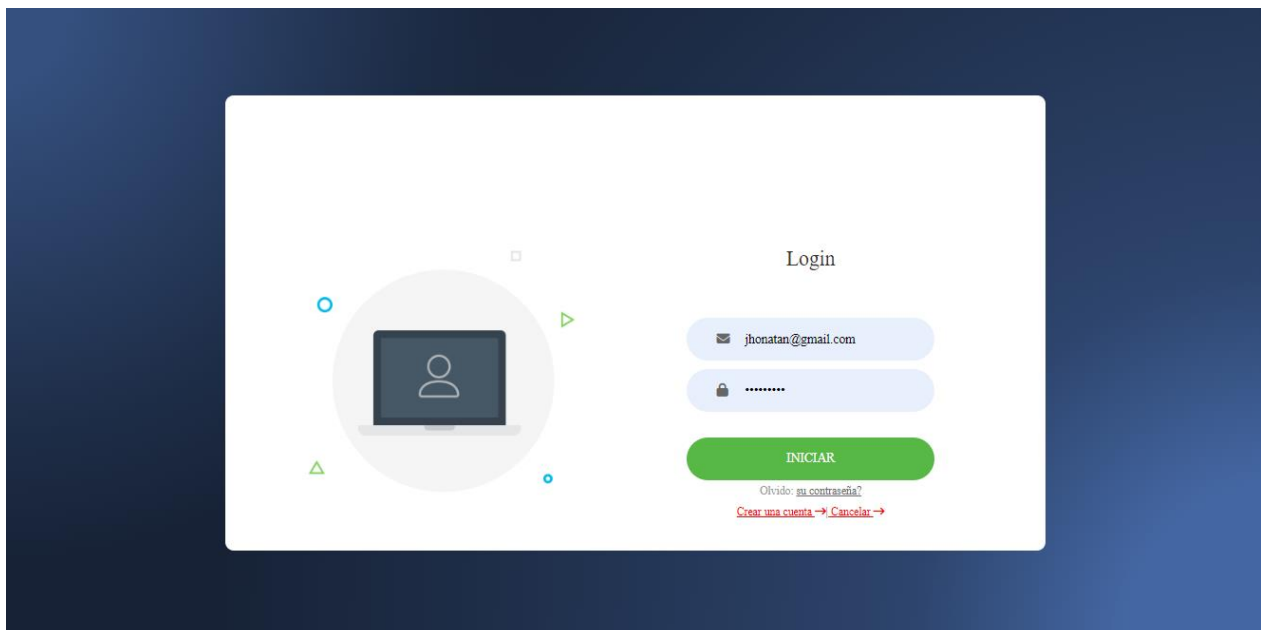 Login
jhonatan@gmail.com
•••••••••
INICIAR
Olvido: su contraseña?
Crear una cuenta →| Cancelar →